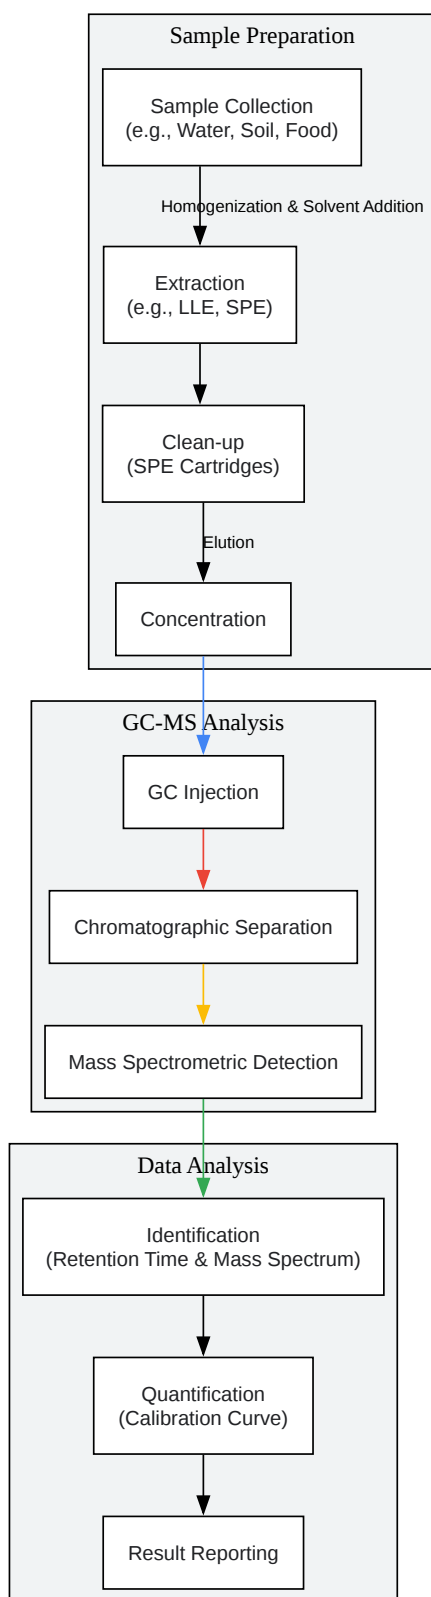 Sample Preparation
Sample Collection
(e.g., Water, Soil, Food)
Homogenization & Solvent Addition
Extraction
(e.g., LLE, SPE)
Clean-up
(SPE Cartridges)
Elution
Concentration
GC-MS Analysis
GC Injection
Chromatographic Separation
Mass Spectrometric Detection
Data Analysis
Identification
(Retention Time & Mass Spectrum)
Quantification
(Calibration Curve)
Result Reporting